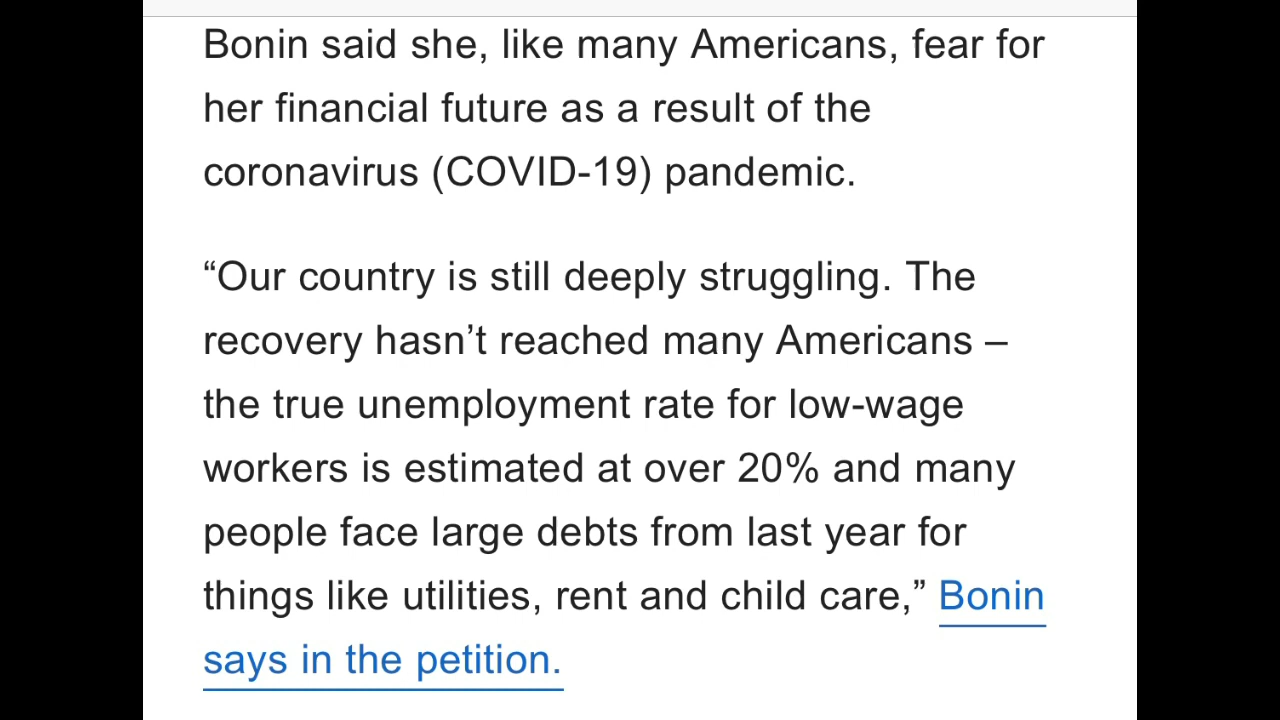 Bonin said she, like many Americans, fear for
her financial future as a result of the
coronavirus (COVID-19) pandemic.
“Our country is still deeply struggling. The
recovery hasn’t reached many Americans –
the true unemployment rate for low-wage
workers is estimated at over 20% and many
people face large debts from last year for
things like utilities, rent and child care,” Bonin
says in the petition.